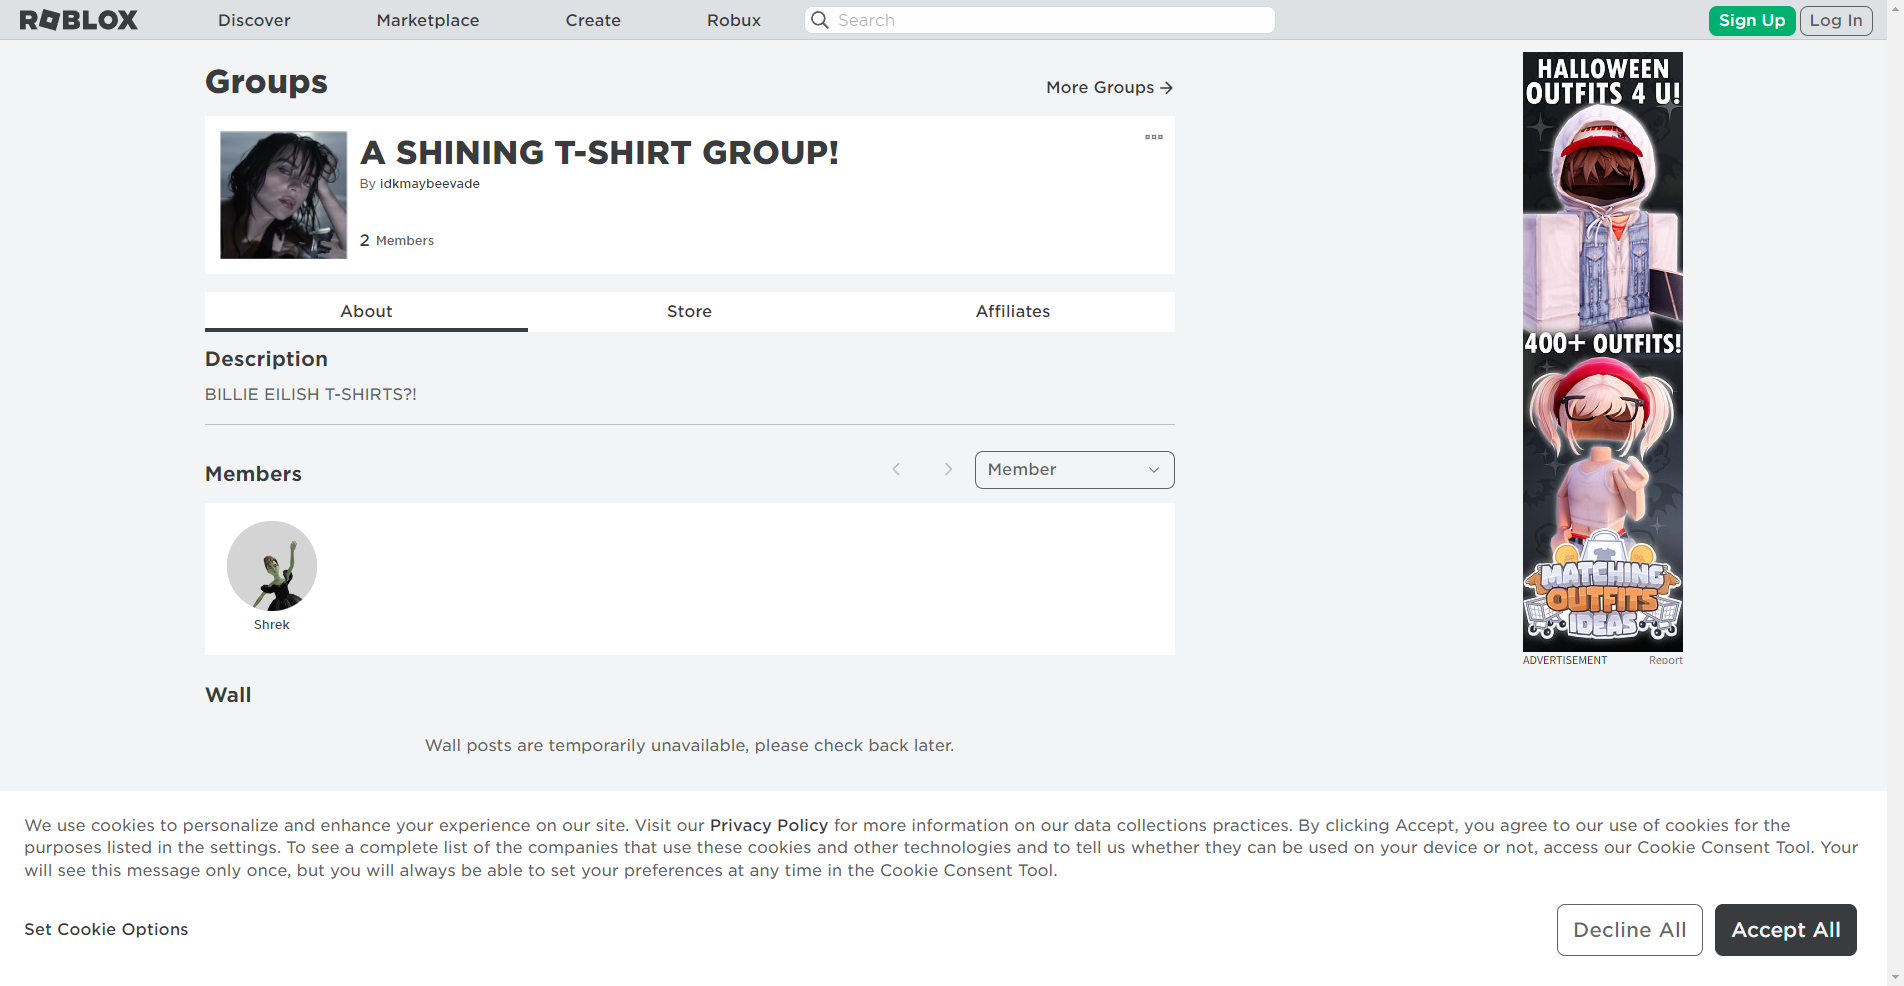 ROBLOX
Discover
Marketplace
Create
Robux
Search
Sign Up
Log In
Groups
More Groups
A SHINING T-SHIRT GROUP!
By idkmaybeevade
2 Members
About
Store
Affiliates
Description
BILLIE EILISH T-SHIRTS?!
Members
Member
Shrek
Wall
Wall posts are temporarily unavailable, please check back later.
HALLOWEEN
OUTFITS 4 U!
400+ OUTFITS!
MATCHING
OUTFITS
IDEAS
ADVERTISEMENT
Report
We use cookies to personalize and enhance your experience on our site. Visit our Privacy Policy for more information on our data collections practices. By clicking Accept, you agree to our use of cookies for the
purposes listed in the settings. To see a complete list of the companies that use these cookies and other technologies and to tell us whether they can be used on your device or not, access our Cookie Consent Tool. Your
will see this message only once, but you will always be able to set your preferences at any time in the Cookie Consent Tool.
Set Cookie Options
Decline All
Accept All